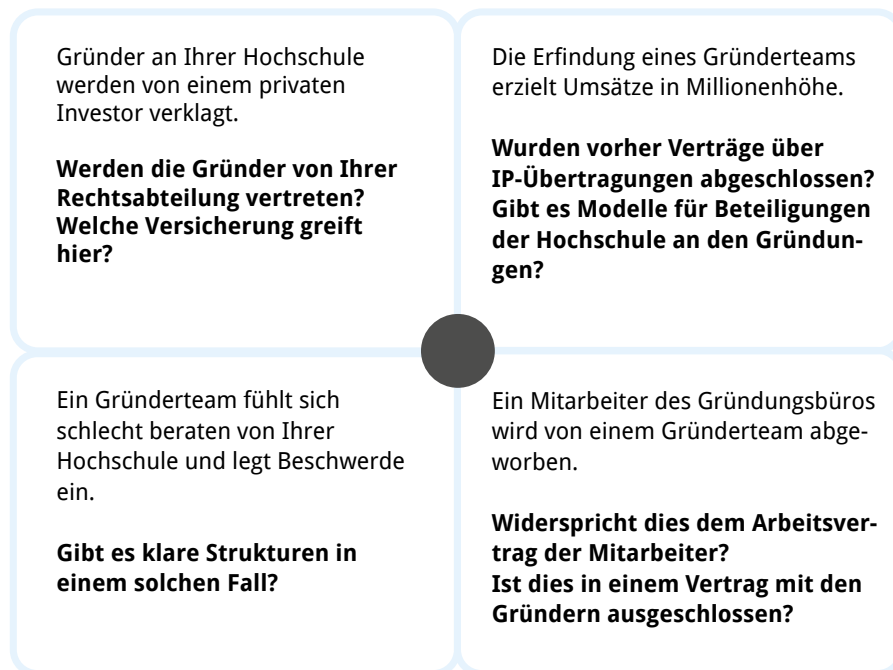 Gründer an Ihrer Hochschule
werden von einem privaten
Investor verklagt.
Werden die Gründer von Ihrer
Rechtsabteilung vertreten?
Welche Versicherung greift
hier?
Die Erfindung eines Gründerteams
erzielt Umsätze in Millionenhöhe.
Wurden vorher Verträge über
IP-Übertragungen abgeschlossen?
Gibt es Modelle für Beteiligungen
der Hochschule an den Gründun-
gen?
Ein Gründerteam fühlt sich
schlecht beraten von Ihrer
Hochschule und legt Beschwerde
ein.
Gibt es klare Strukturen in
einem solchen Fall?
Ein Mitarbeiter des Gründungsbüros
wird von einem Gründerteam abge-
worben.
Widerspricht dies dem Arbeitsver-
trag der Mitarbeiter?
Ist dies in einem Vertrag mit den
Gründern ausgeschlossen?